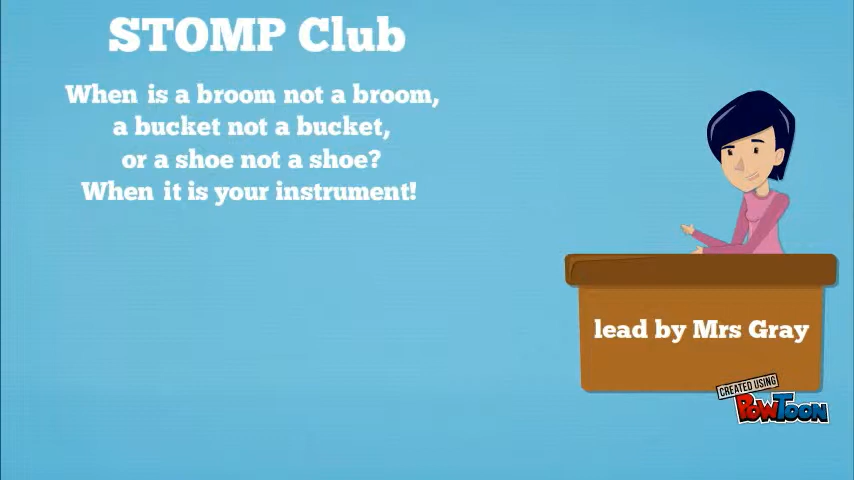 STOMP Club
When is a broom not a broom,
a bucket not a bucket,
or a shoe not a shoe?
When it is your instrument!
lead by Mrs Gray
CREATED USING
POWTOON